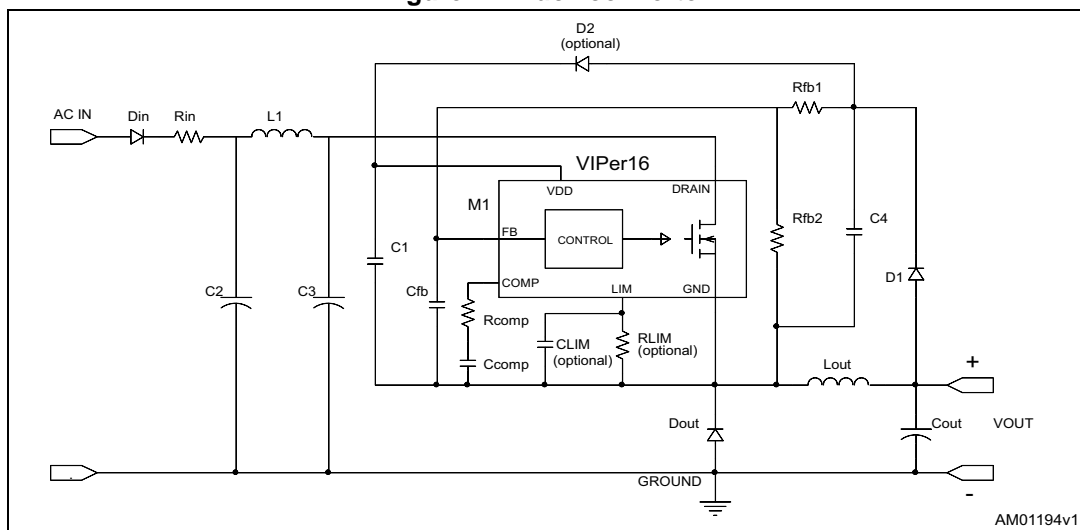 D2
(optional)
Rfb1
AC IN
Din
Rin
L1
VIPer16
VDD
DRAIN
M1
FB
CONTROL
Rfb2
C4
C1
D1
COMP
LIM
GND
C2
C3
Cfb
Rcomp
CLIM
(optional)
RLIM
(optional)
Ccomp
Lout
+
Dout
Cout
VOUT
GROUND
-
AM01194v1